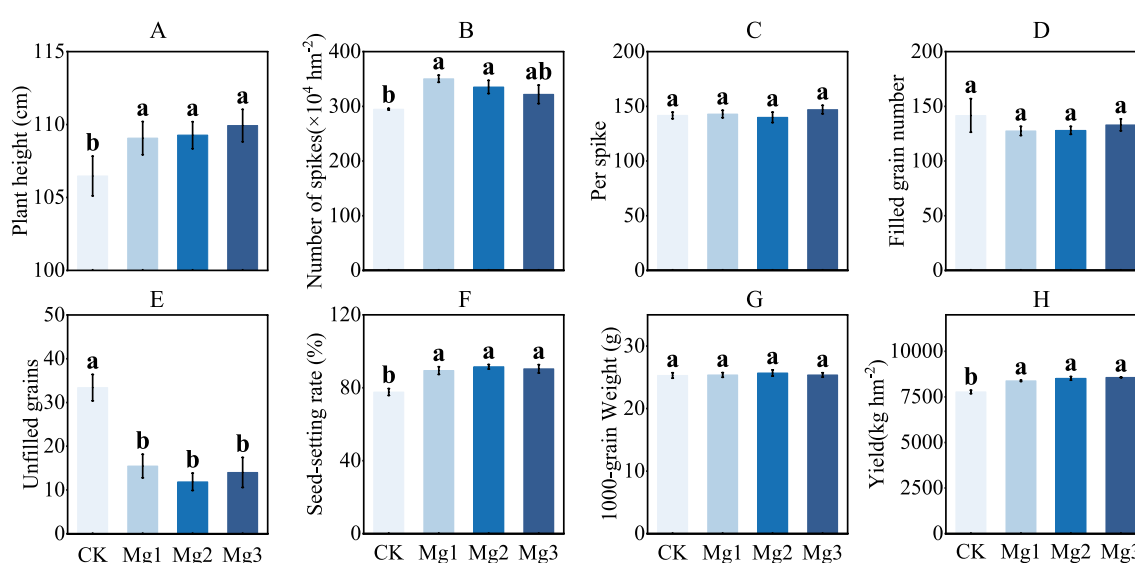 A
Plant height (cm)
115
110
105
100
b
a
a
a
B
Number of spikes(×10⁴ hm⁻²)
400
300
200
100
0
b
a
a
ab
C
Per spike
200
150
100
50
0
a
a
a
a
D
Filled grain number
200
150
100
50
0
a
a
a
a
E
Unfilled grains
50
40
30
20
10
0
a
b
b
b
CK Mg1 Mg2 Mg3
F
Seed-setting rate (%)
120
80
40
0
b
a
a
a
CK Mg1 Mg2 Mg3
G
1000-grain Weight (g)
30
20
10
0
a
a
a
a
CK Mg1 Mg2 Mg3
H
Yield(kg hm⁻²)
10000
7500
5000
2500
0
b
a
a
a
CK Mg1 Mg2 Mg3